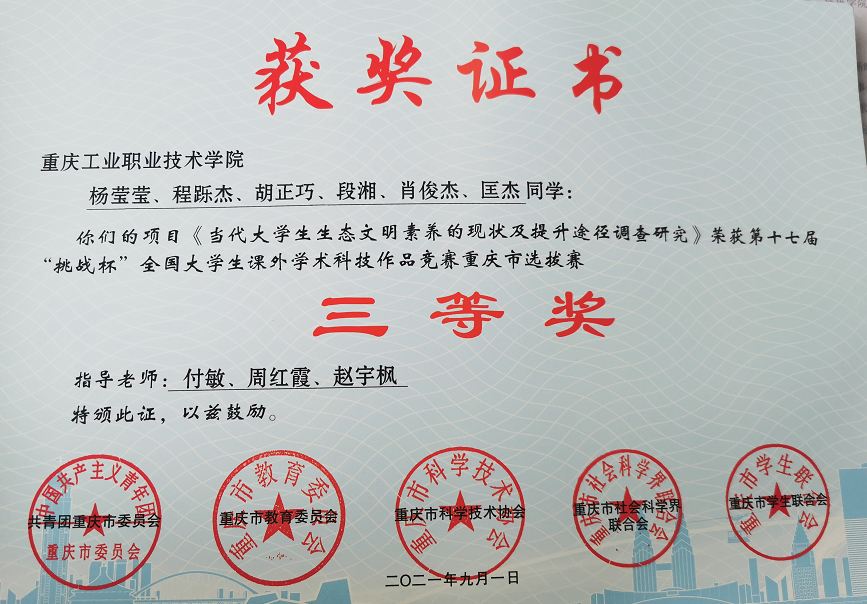 获奖证书
重庆工业职业技术学院
杨莹莹、程跞杰、胡正巧、段湘、肖俊杰、匡杰同学：
你们的项目《当代大学生生态文明素养的现状及提升途径调查研究》荣获第十七届
“挑战杯”全国大学生课外学术科技作品竞赛重庆市选拔赛
三等奖
指导老师：付敏、周红霞、赵宇枫
特颁此证，以兹鼓励。
中国共产主义青年团
共青团重庆市委员会
重庆市委员会
重庆市教育委员会
重庆市教育委员会
重庆市科学技术协会
重庆市科学技术协会
重庆市社会科学界联合会
重庆市社会科学界
联合会
重庆市学生联合会
重庆市学生联合会
二〇二一年九月一日